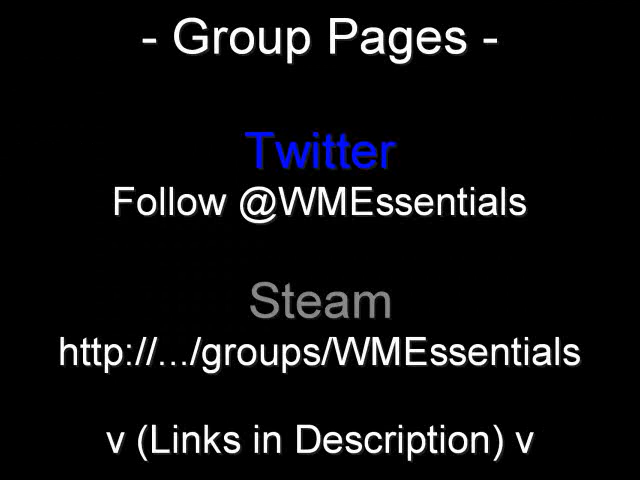 - Group Pages -
Twitter
Follow @WMEssentials
Steam
http://.../groups/WMEssentials
v (Links in Description) v